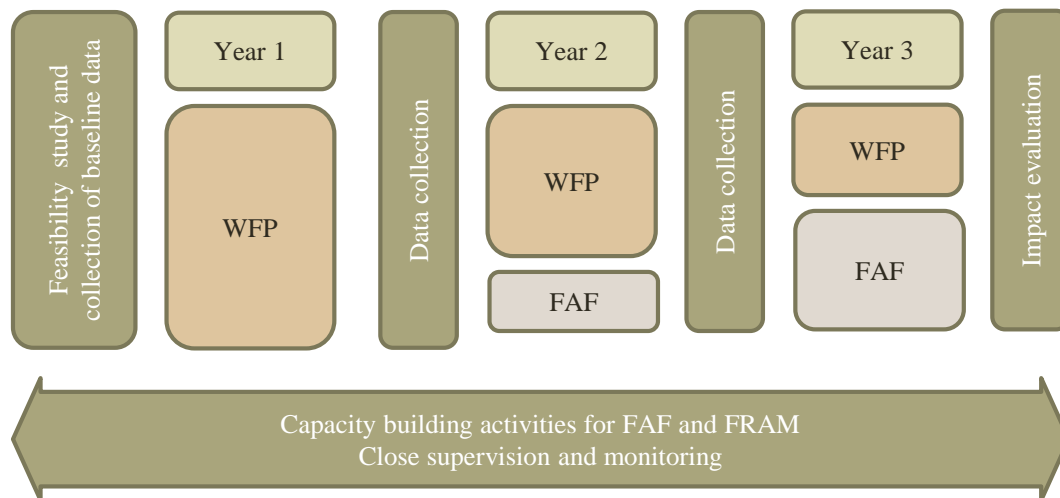 Feasibility study and
collection of baseline data
Year 1
WFP
Data collection
Year 2
WFP
FAF
Data collection
Year 3
WFP
FAF
Impact evaluation
Capacity building activities for FAF and FRAM
Close supervision and monitoring